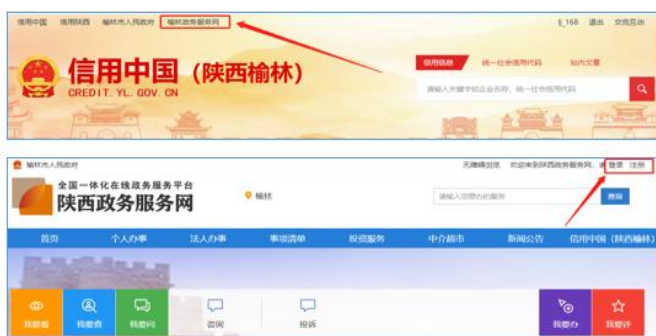 信用中国 信用陕西 榆林市人民政府 榆林政务服务网 退出 交流互动
信用中国（陕西榆林）
CREDIT. YL. GOV. CN
信用信息 统一社会信用代码 站内文章
请输入关键字如企业名称、统一社会信用代码
榆林市人民政府 无障碍浏览 欢迎来到陕西政务服务网，请 登录 注册
全国一体化在线政务服务平台
陕西政务服务网
榆林
请输入您想办的服务
查询
首页 个人办事 法人办事 事项清单 投资服务 中介超市 新闻公告 信用中国（陕西榆林）
我要看 我要查 我要问 咨询 投诉 我要办 我要评